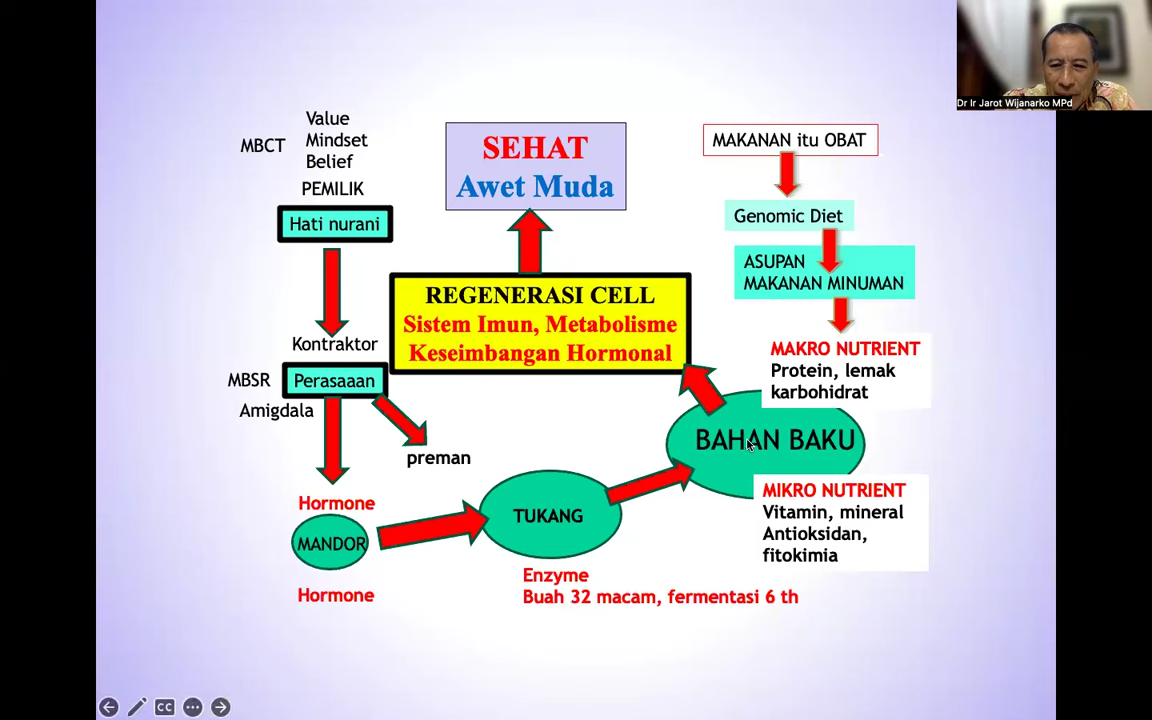 Dr Ir Jarot Wijanarko MPd
MBCT
Value
Mindset
Belief
PEMILIK
Hati nurani
Kontraktor
MBSR
Perasaaan
Amigdala
preman
Hormone
MANDOR
Hormone
TUKANG
Enzyme
Buah 32 macam, fermentasi 6 th
SEHAT
Awet Muda
REGENERASI CELL
Sistem Imun, Metabolisme
Keseimbangan Hormonal
MAKANAN itu OBAT
Genomic Diet
ASUPAN
MAKANAN MINUMAN
MAKRO NUTRIENT
Protein, lemak
karbohidrat
BAHAN BAKU
MIKRO NUTRIENT
Vitamin, mineral
Antioksidan,
fitokimia
CC